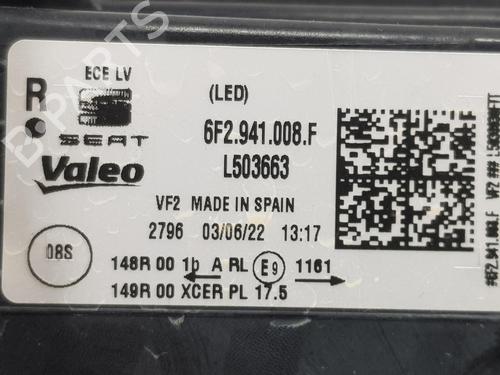 ECE LV
R
(LED)
SEAT
6F2.941.008.F
Valeo
L503663
VF2 MADE IN SPAIN
2796 03/06/22 13:17
08S
148R 00 1b A RL E9 1161
149R 00 XCER PL 17.5
B-PARTS